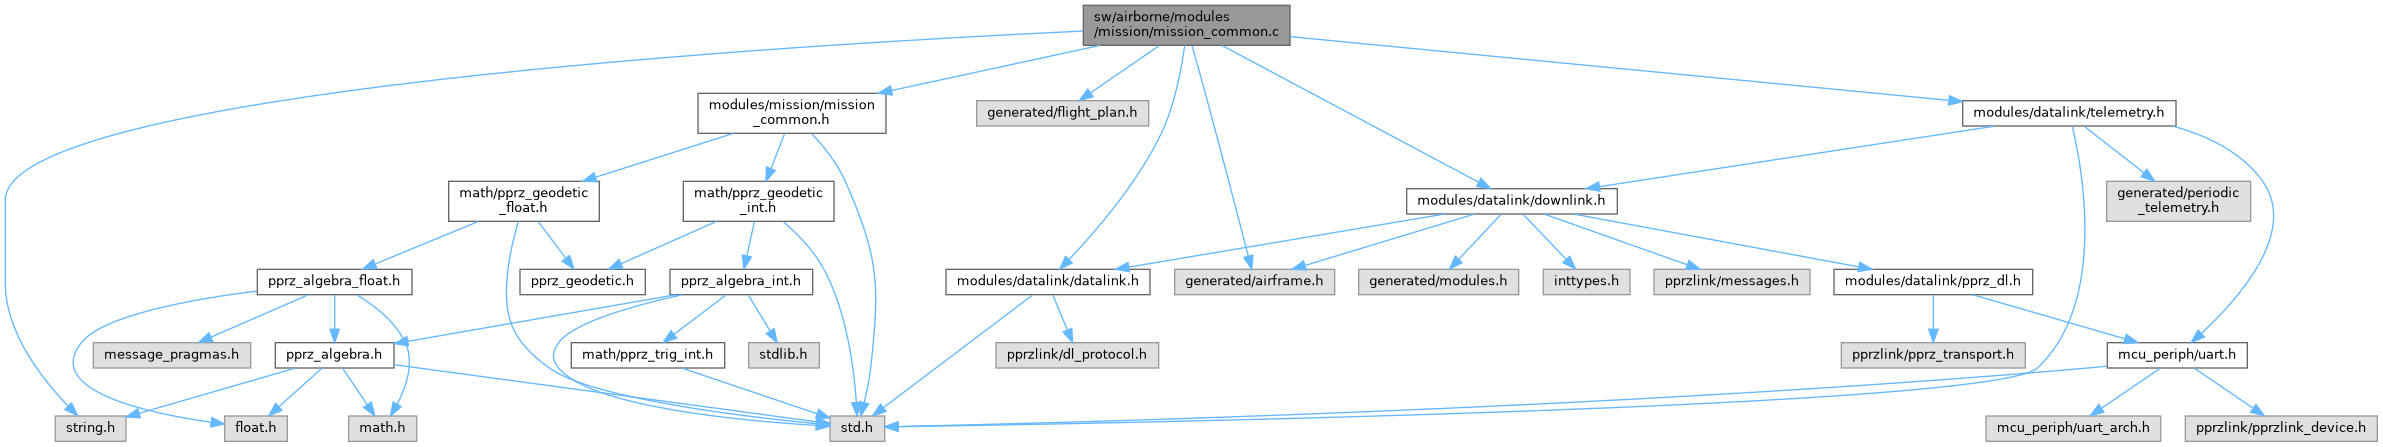 sw/airborne/modules
/mission/mission_common.c
modules/mission/mission
_common.h
generated/flight_plan.h
modules/datalink/telemetry.h
math/pprz_geodetic
_float.h
math/pprz_geodetic
_int.h
modules/datalink/downlink.h
generated/periodic
_telemetry.h
pprz_algebra_float.h
pprz_geodetic.h
pprz_algebra_int.h
modules/datalink/datalink.h
generated/airframe.h
generated/modules.h
inttypes.h
pprzlink/messages.h
modules/datalink/pprz_dl.h
message_pragmas.h
pprz_algebra.h
math/pprz_trig_int.h
stdlib.h
pprzlink/dl_protocol.h
pprzlink/pprz_transport.h
mcu_periph/uart.h
string.h
float.h
math.h
std.h
mcu_periph/uart_arch.h
pprzlink/pprzlink_device.h